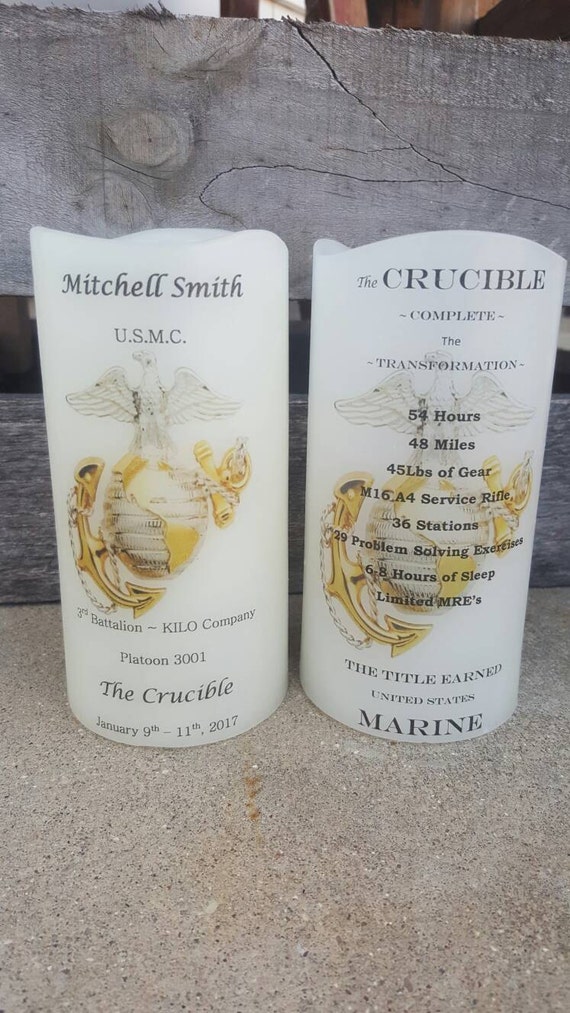 Mitchell Smith
U.S.M.C.
3rd Battalion ~ KILO Company
Platoon 3001
The Crucible
January 9th – 11th, 2017
The CRUCIBLE
~ COMPLETE ~
The
~TRANSFORMATION~
54 Hours
48 Miles
45Lbs of Gear
M16 A4 Service Rifle
36 Stations
29 Problem Solving Exercises
6-8 Hours of Sleep
Limited MRE's
THE TITLE EARNED
UNITED STATES
MARINE